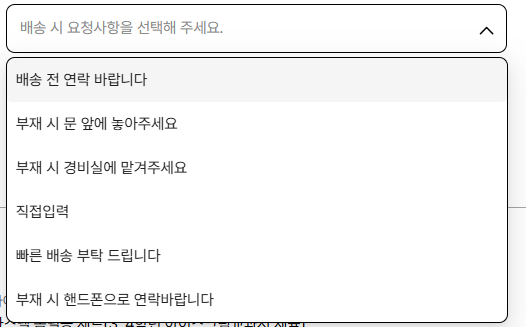 배송 시 요청사항을 선택해 주세요.
배송 전 연락 바랍니다
부재 시 문 앞에 놓아주세요
부재 시 경비실에 맡겨주세요
직접입력
빠른 배송 부탁 드립니다
부재 시 핸드폰으로 연락바랍니다